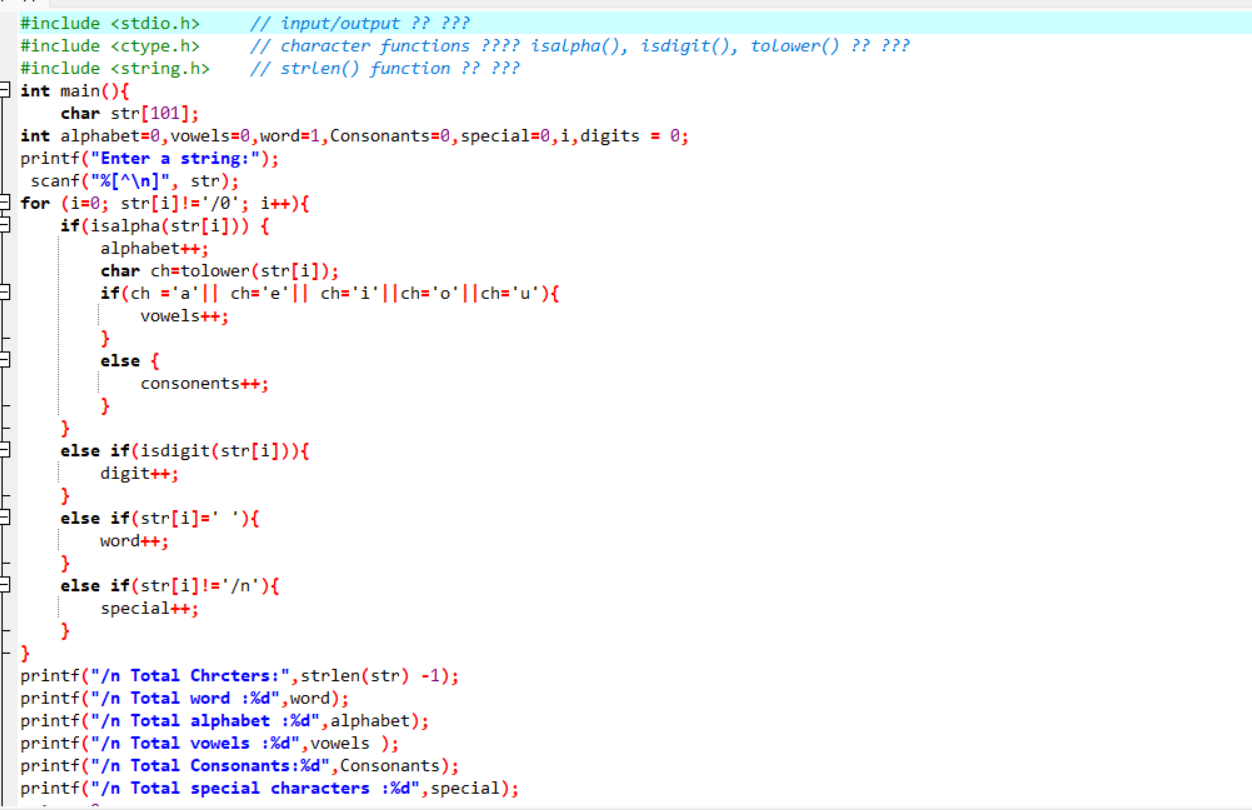 #include <stdio.h>     // input/output ?? ???
#include <ctype.h>     // character functions ???? isalpha(), isdigit(), tolower() ?? ???
#include <string.h>    // strlen() function ?? ???
int main(){
    char str[101];
int alphabet=0,vowels=0,word=1,Consonants=0,special=0,i,digits = 0;
printf("Enter a string:");
 scanf("%[^\n]", str);
for (i=0; str[i]!='/0'; i++){
    if(isalpha(str[i])) {
        alphabet++;
        char ch=tolower(str[i]);
        if(ch ='a'|| ch='e'|| ch='i'||ch='o'||ch='u'){
            vowels++;
        }
        else {
            consonents++;
        }
    }
    else if(isdigit(str[i])){
        digit++;
    }
    else if(str[i]=' '){
        word++;
    }
    else if(str[i]!='/n'){
        special++;
    }
}
printf("/n Total Chrcters:",strlen(str) -1);
printf("/n Total word :%d",word);
printf("/n Total alphabet :%d",alphabet);
printf("/n Total vowels :%d",vowels );
printf("/n Total Consonants:%d",Consonants);
printf("/n Total special characters :%d",special);